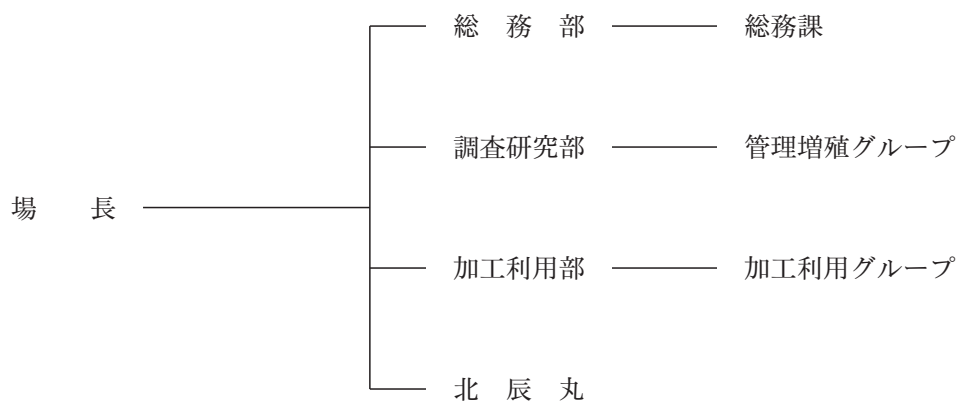 総務部 総務課
調査研究部 管理増殖グループ
場長
加工利用部 加工利用グループ
北辰丸